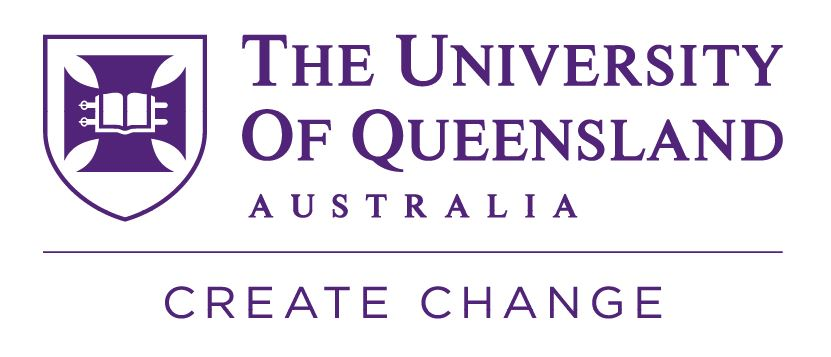 THE UNIVERSITY
OF QUEENSLAND
AUSTRALIA
CREATE CHANGE